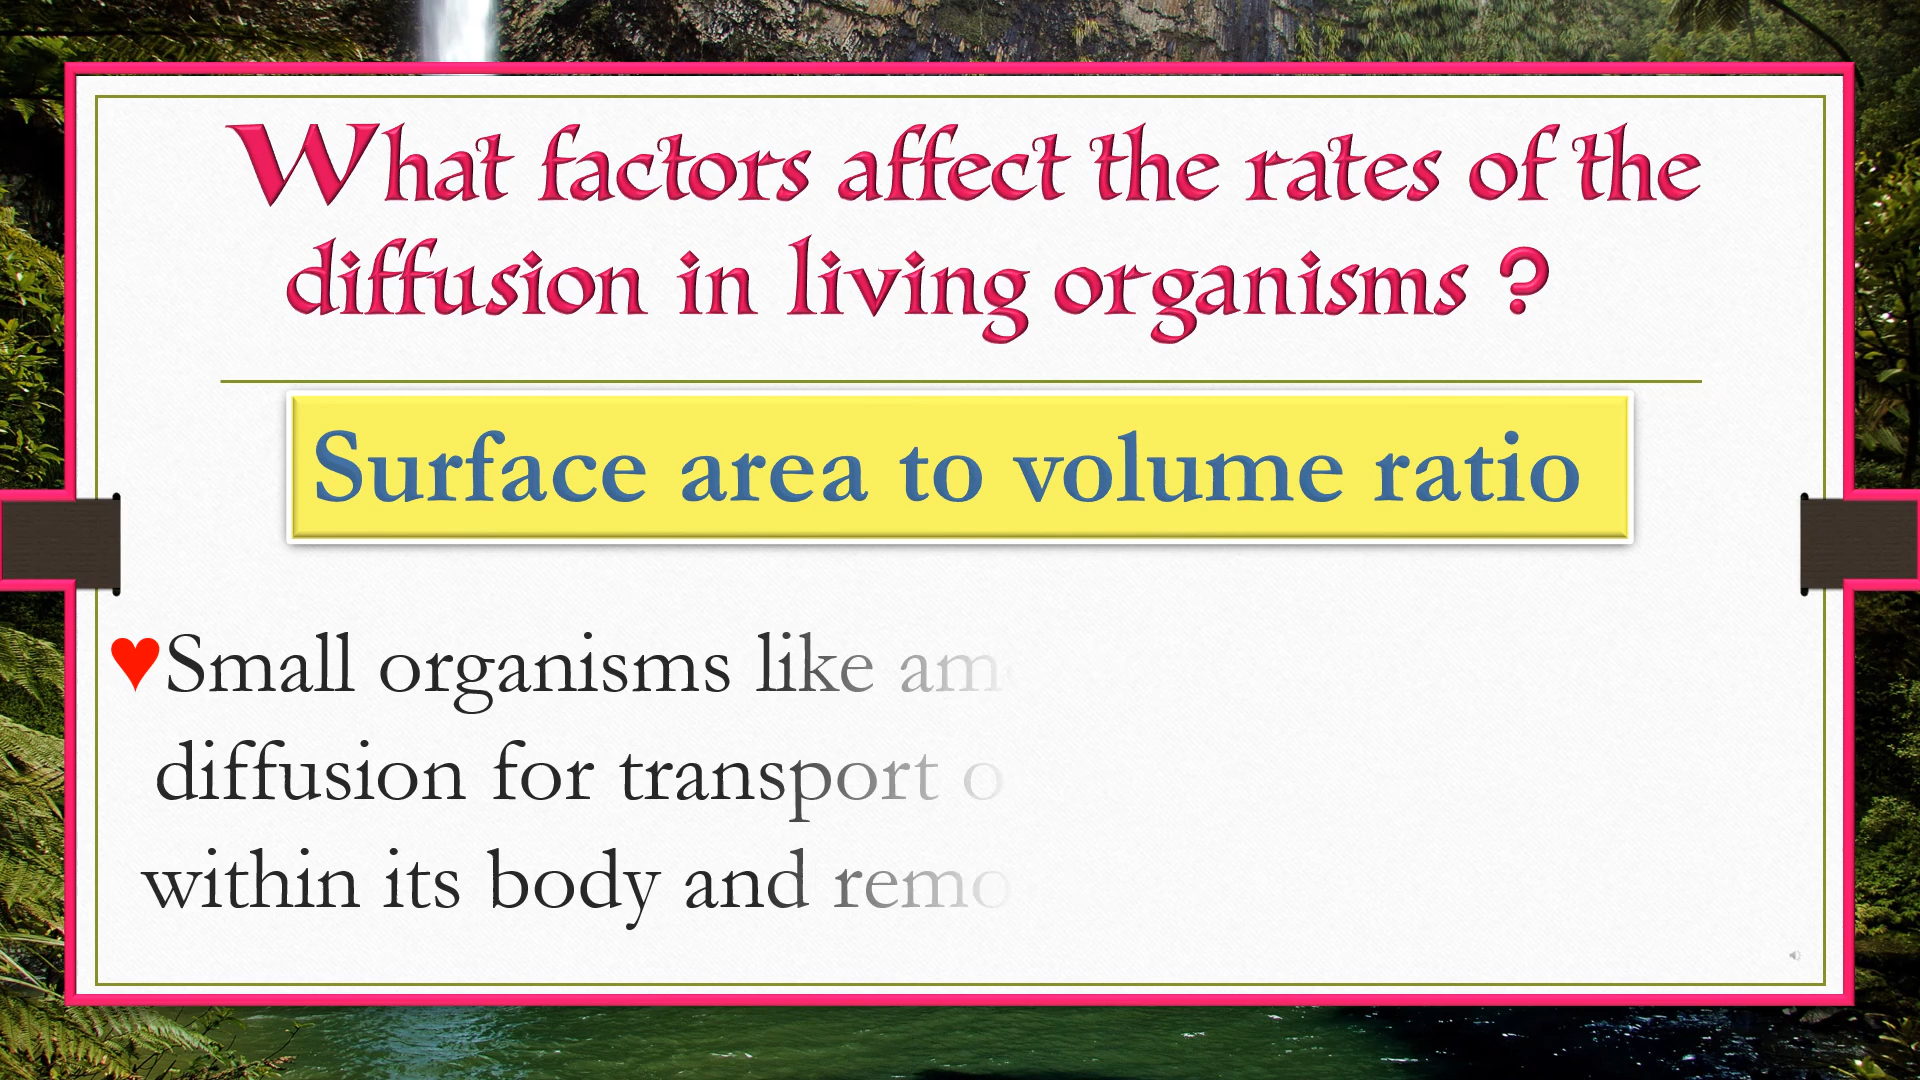 What factors affect the rates of the
diffusion in living organisms ?
Surface area to volume ratio
♥Small organisms like
diffusion for transport
within its body and